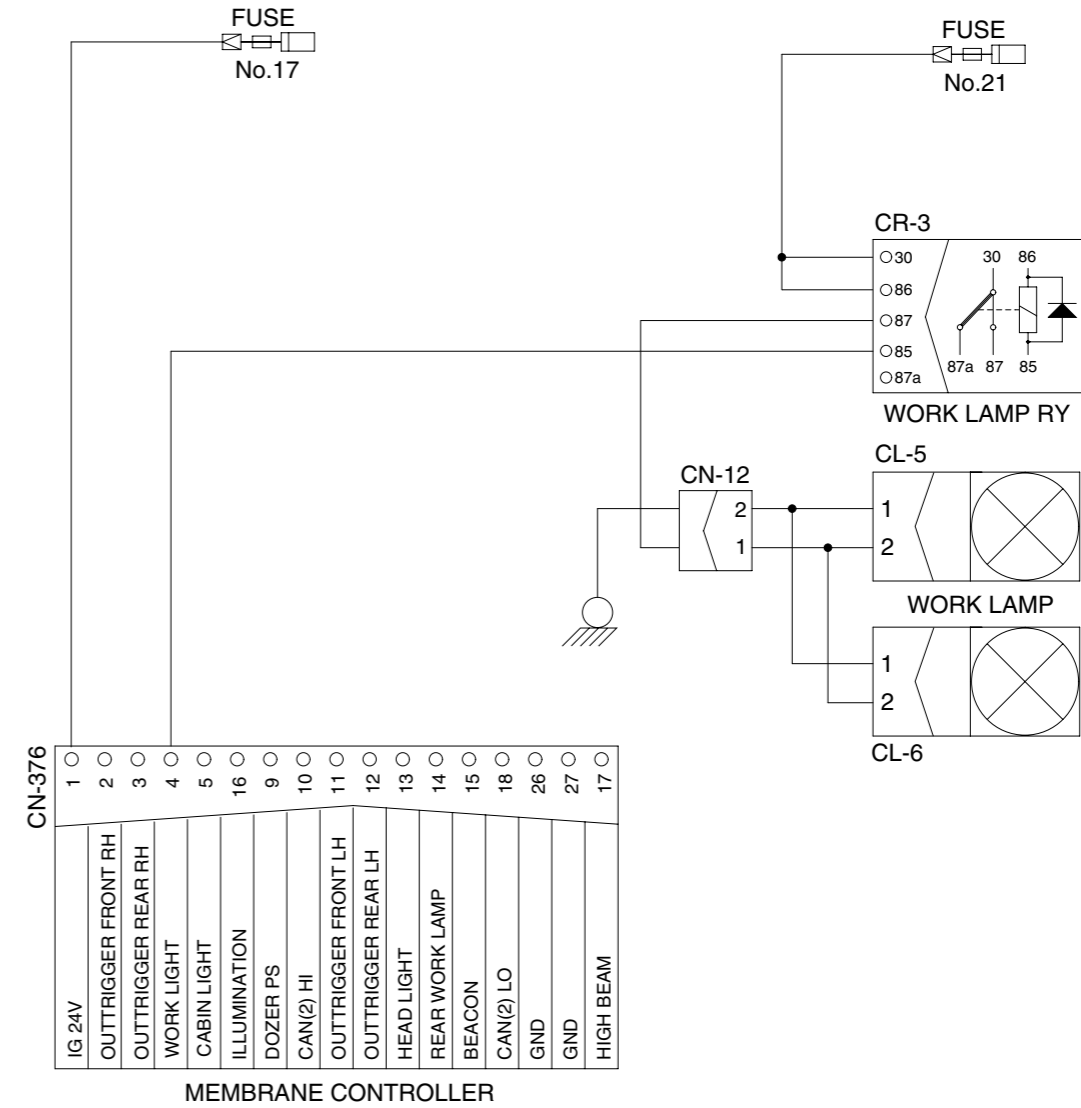 FUSE
No.17
FUSE
No.21
CR-3
30
86
87
85
87a
30 86
87a 87 85
WORK LAMP RY
CL-5
1
2
WORK LAMP
1
2
CL-6
CN-12
2
1
CN-376
1 2 3 4 5 16 9 10 11 12 13 14 15 18 26 27 17
IG 24V
OUTTRIGGER FRONT RH
OUTTRIGGER REAR RH
WORK LIGHT
CABIN LIGHT
ILLUMINATION
DOZER PS
CAN(2) HI
OUTTRIGGER FRONT LH
OUTTRIGGER REAR LH
HEAD LIGHT
REAR WORK LAMP
BEACON
CAN(2) LO
GND
GND
HIGH BEAM
MEMBRANE CONTROLLER